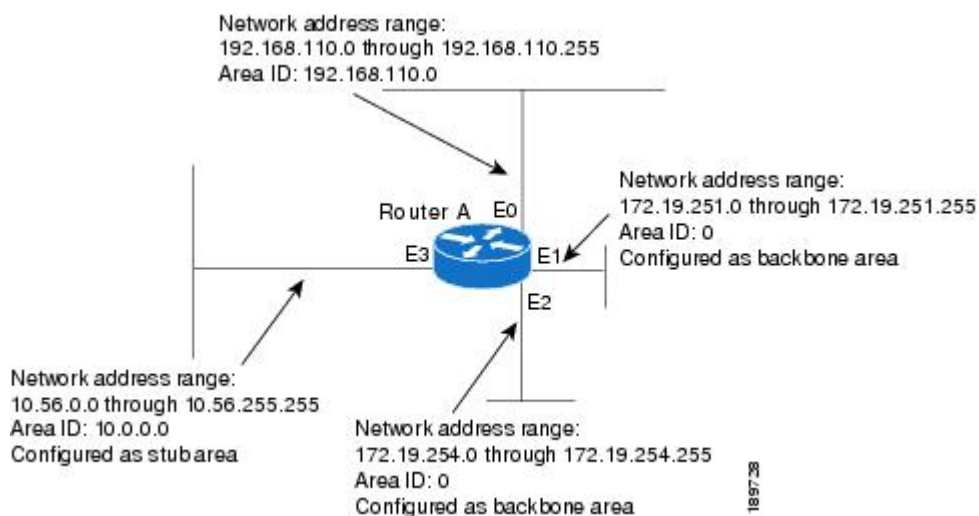 Network address range:
192.168.110.0 through 192.168.110.255
Area ID: 192.168.110.0
Network address range:
172.19.251.0 through 172.19.251.255
Area ID: 0
Configured as backbone area
Router A
E0
E3
E1
E2
Network address range:
10.56.0.0 through 10.56.255.255
Area ID: 10.0.0.0
Configured as stub area
Network address range:
172.19.254.0 through 172.19.254.255
Area ID: 0
Configured as backbone area
189728